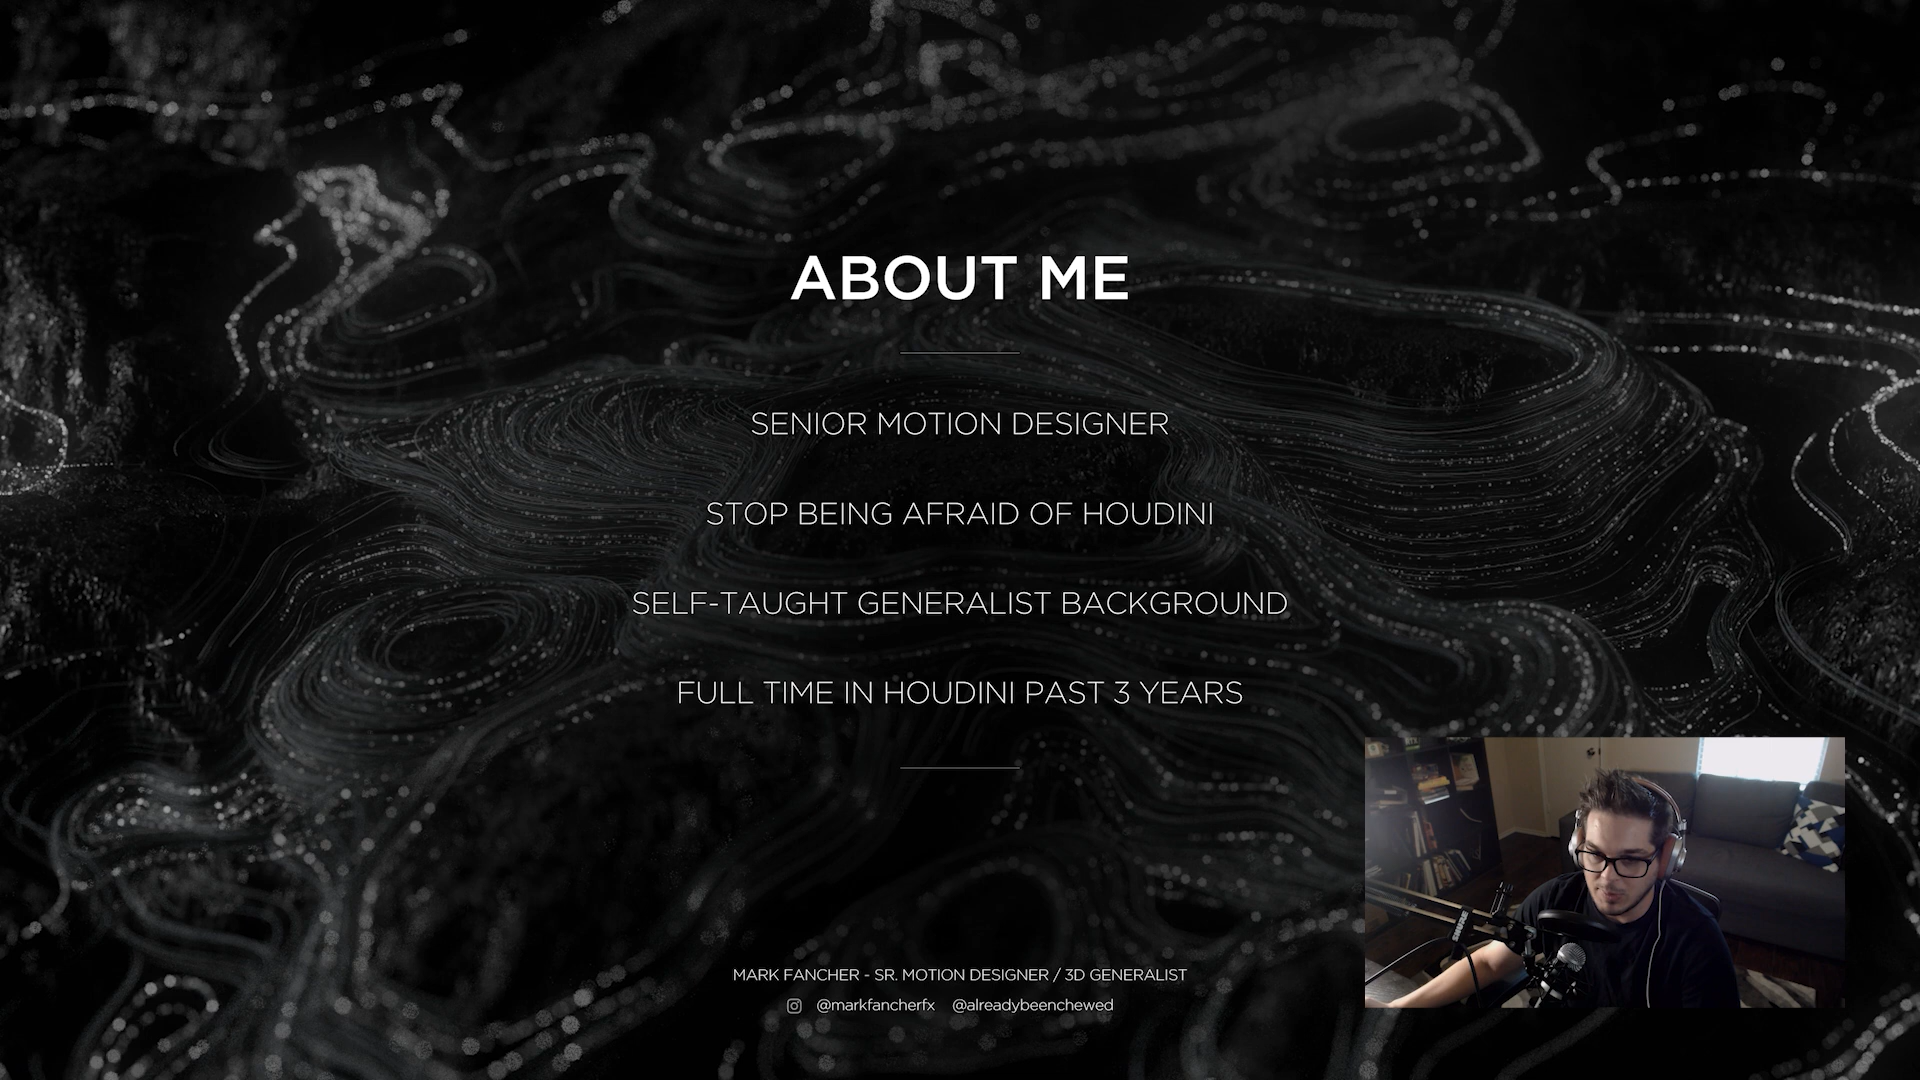 ABOUT ME
SENIOR MOTION DESIGNER
STOP BEING AFRAID OF HOUDINI
SELF-TAUGHT GENERALIST BACKGROUND
FULL TIME IN HOUDINI PAST 3 YEARS
MARK FANCHER - SR. MOTION DESIGNER / 3D GENERALIST
@markfancherfx @alreadybeenchewed
SHURE